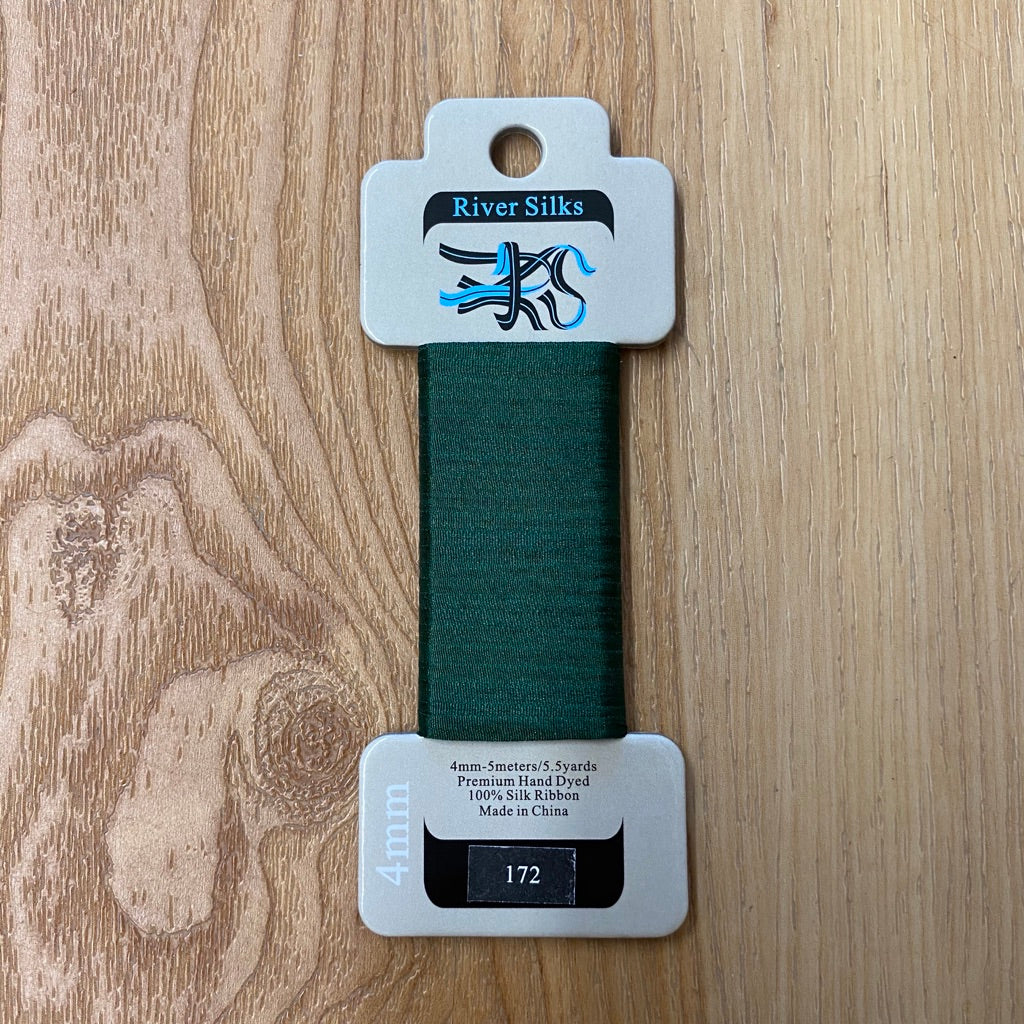 River Silks
4mm-5meters/5.5yards
Premium Hand Dyed
100% Silk Ribbon
Made in China
4mm
172